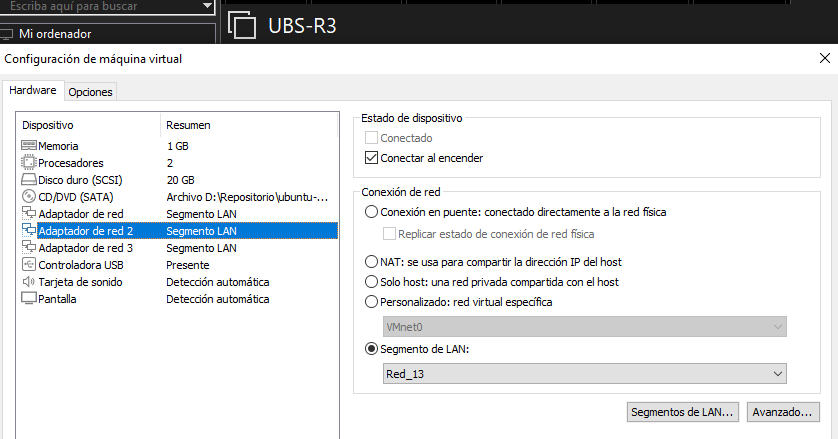 Escriba aquí para buscar
Mi ordenador
UBS-R3
Configuración de máquina virtual
Hardware Opciones
Dispositivo Resumen
Memoria 1 GB
Procesadores 2
Disco duro (SCSI) 20 GB
CD/DVD (SATA) Archivo D:\Repositorio\ubuntu-...
Adaptador de red Segmento LAN
Adaptador de red 2 Segmento LAN
Adaptador de red 3 Segmento LAN
Controladora USB Presente
Tarjeta de sonido Detección automática
Pantalla Detección automática
Estado de dispositivo
Conectado
Conectar al encender
Conexión de red
Conexión en puente: conectado directamente a la red física
Replicar estado de conexión de red física
NAT: se usa para compartir la dirección IP del host
Solo host: una red privada compartida con el host
Personalizado: red virtual específica
VMnet0
Segmento de LAN:
Red_13
Segmentos de LAN... Avanzado...